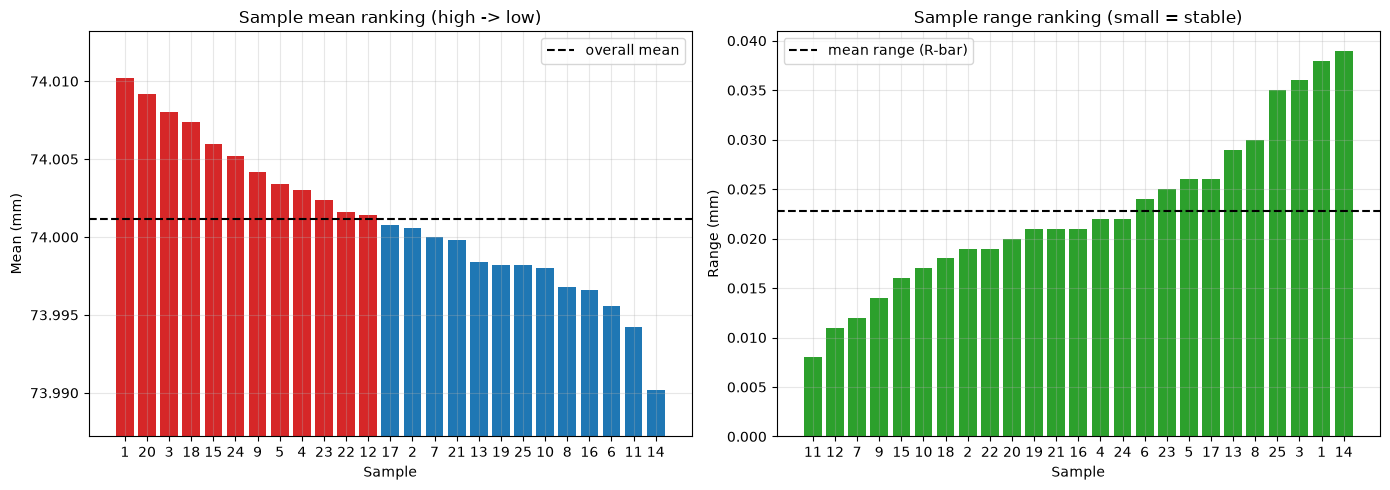 Sample mean ranking (high -> low)
overall mean
Mean (mm)
74.010
74.005
74.000
73.995
73.990
1 20 3 18 15 24 9 5 4 23 22 12 17 2 7 21 13 19 25 10 8 16 6 11 14
Sample
Sample range ranking (small = stable)
mean range (R-bar)
Range (mm)
0.040
0.035
0.030
0.025
0.020
0.015
0.010
0.005
0.000
11 12 7 9 15 10 18 2 22 20 19 21 16 4 24 6 23 5 17 13 8 25 3 1 14
Sample